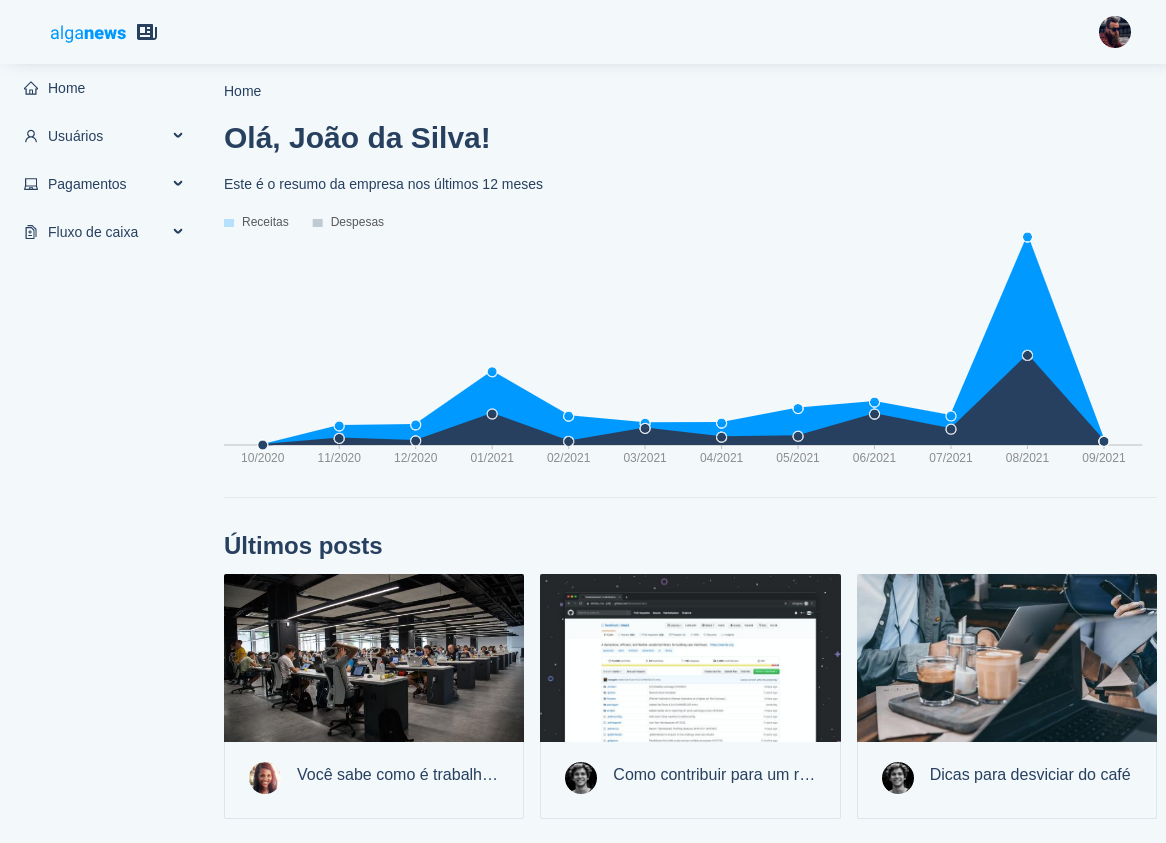 alganews
Home
Usuários
Pagamentos
Fluxo de caixa
Home
Olá, João da Silva!
Este é o resumo da empresa nos últimos 12 meses
Receitas Despesas
10/2020 11/2020 12/2020 01/2021 02/2021 03/2021 04/2021 05/2021 06/2021 07/2021 08/2021 09/2021
Últimos posts
Você sabe como é trabalh…
Como contribuir para um r…
Dicas para desviciar do café